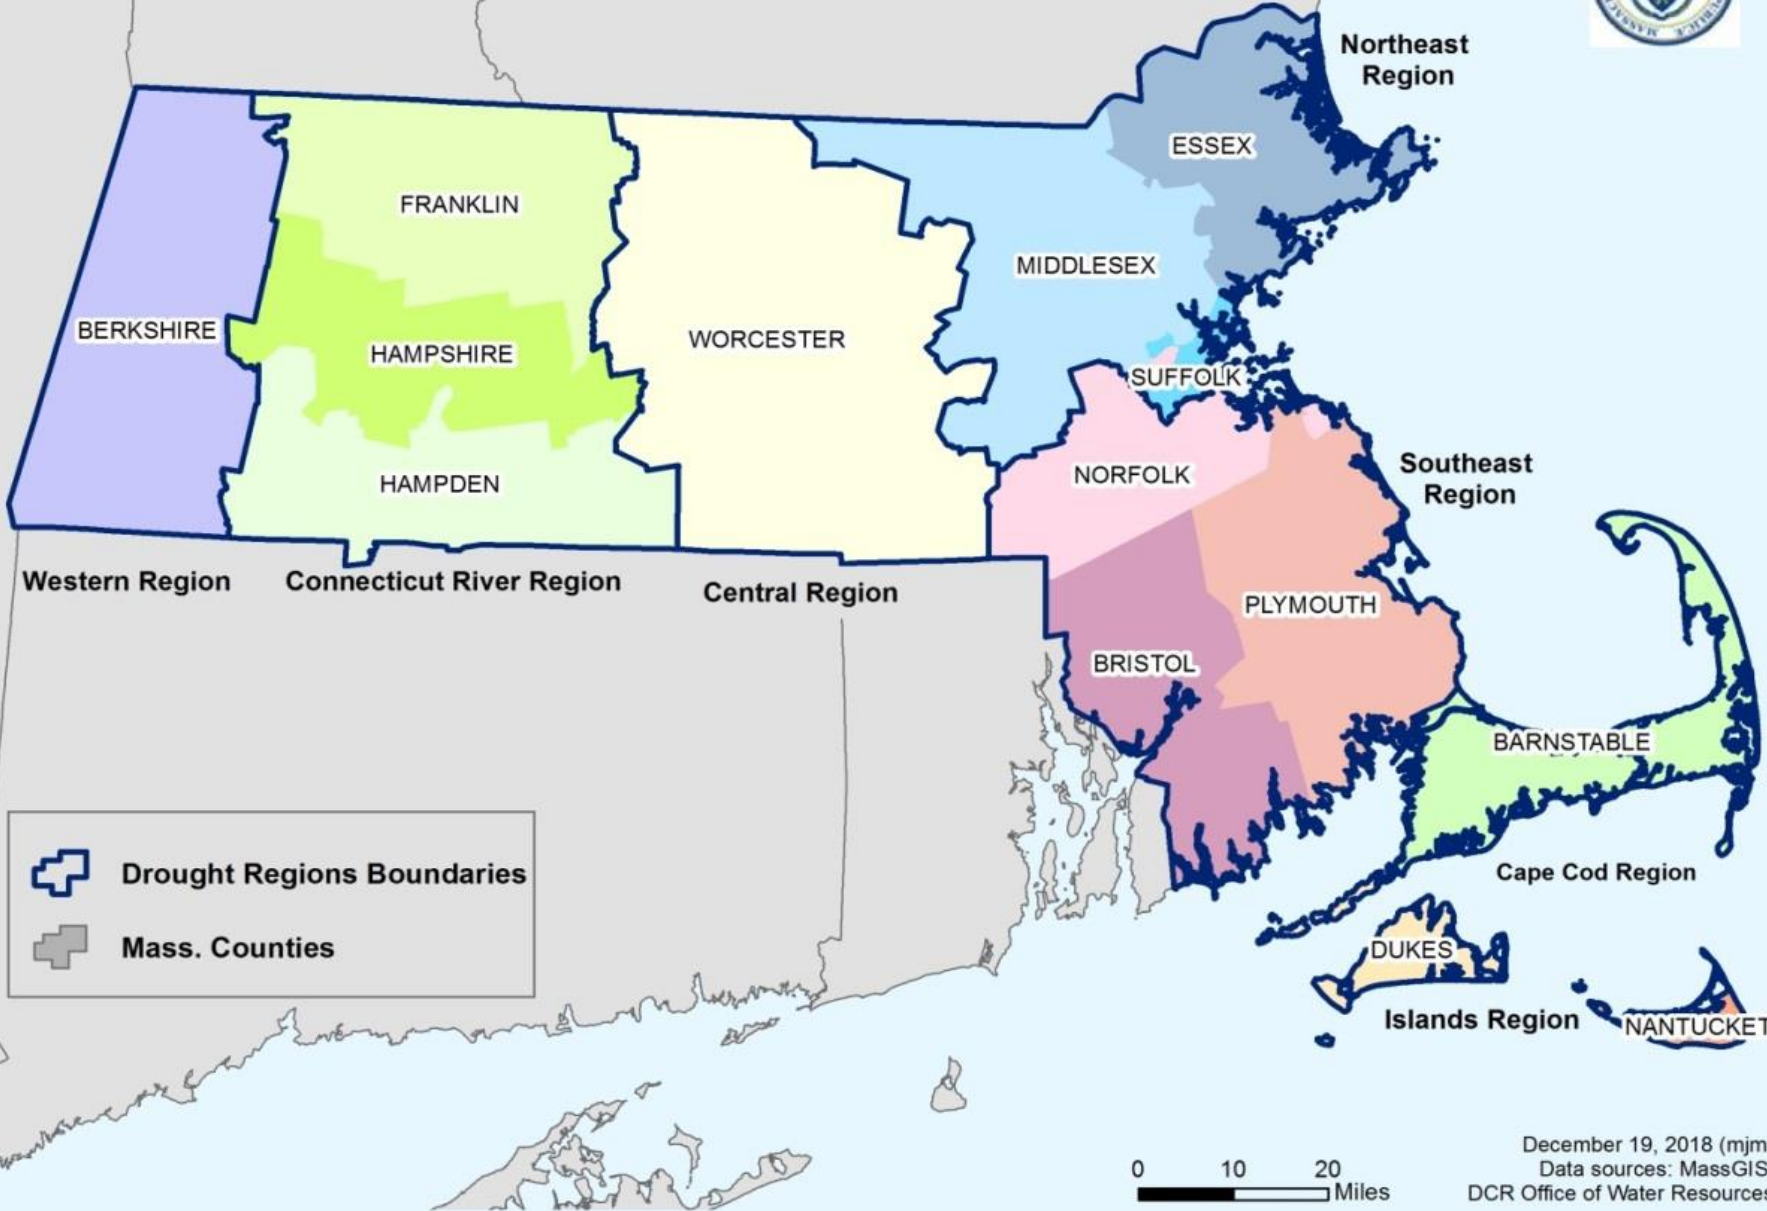 Northeast
Region
ESSEX
FRANKLIN
MIDDLESEX
BERKSHIRE
HAMPSHIRE
WORCESTER
SUFFOLK
HAMPDEN
NORFOLK
Southeast
Region
Western Region
Connecticut River Region
Central Region
PLYMOUTH
BRISTOL
BARNSTABLE
Cape Cod Region
DUKES
Islands Region
NANTUCKET
Drought Regions Boundaries
Mass. Counties
0 10 20
Miles
December 19, 2018 (mjm
Data sources: MassGIS
DCR Office of Water Resources